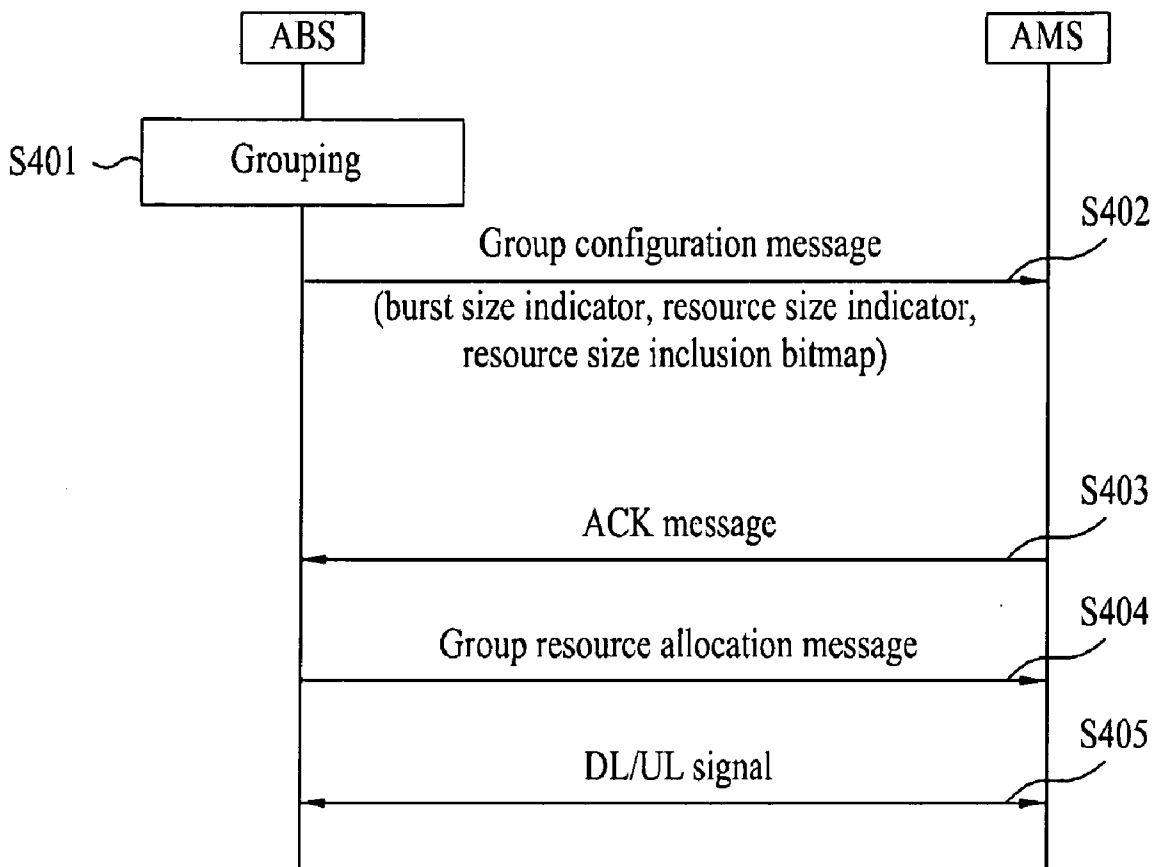 ABS
AMS
S401
Grouping
S402
Group configuration message
(burst size indicator, resource size indicator,
resource size inclusion bitmap)
S403
ACK message
S404
Group resource allocation message
S405
DL/UL signal